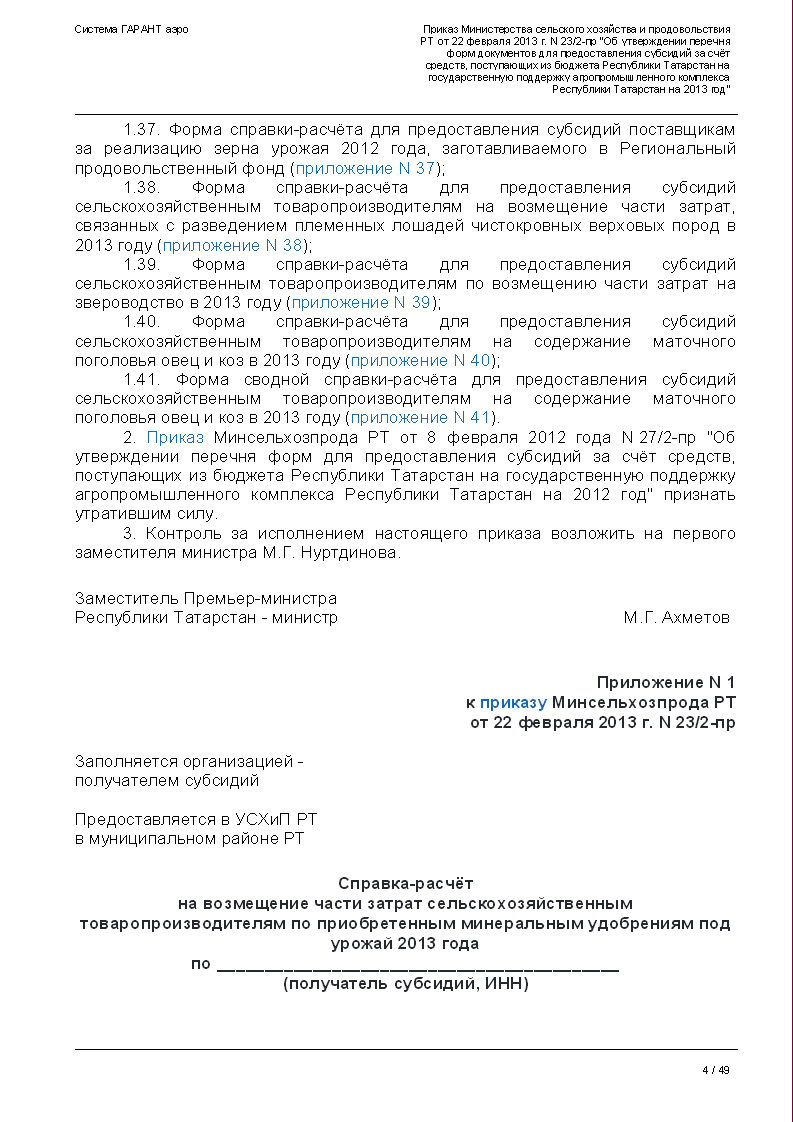 Система ГАРАНТ аэро
Приказ Министерства сельского хозяйства и продовольствия
РТ от 22 февраля 2013 г. N 23/2-пр "Об утверждении перечня
форм документов для предоставления субсидий за счёт
средств, поступающих из бюджета Республики Татарстан на
государственную поддержку агропромышленного комплекса
Республики Татарстан на 2013 год"
1.37. Форма справки-расчёта для предоставления субсидий поставщикам
за реализацию зерна урожая 2012 года, заготавливаемого в Региональный
продовольственный фонд (приложение N 37);
1.38. Форма справки-расчёта для предоставления субсидий
сельскохозяйственным товаропроизводителям на возмещение части затрат,
связанных с разведением племенных лошадей чистокровных верховых пород в
2013 году (приложение N 38);
1.39. Форма справки-расчёта для предоставления субсидий
сельскохозяйственным товаропроизводителям по возмещению части затрат на
звероводство в 2013 году (приложение N 39);
1.40. Форма справки-расчёта для предоставления субсидий
сельскохозяйственным товаропроизводителям на содержание маточного
поголовья овец и коз в 2013 году (приложение N 40);
1.41. Форма сводной справки-расчёта для предоставления субсидий
сельскохозяйственным товаропроизводителям на содержание маточного
поголовья овец и коз в 2013 году (приложение N 41).
2. Приказ Минсельхозпрода РТ от 8 февраля 2012 года N 27/2-пр "Об
утверждении перечня форм для предоставления субсидий за счёт средств,
поступающих из бюджета Республики Татарстан на государственную поддержку
агропромышленного комплекса Республики Татарстан на 2012 год" признать
утратившим силу.
3. Контроль за исполнением настоящего приказа возложить на первого
заместителя министра М.Г. Нуртдинова.
Заместитель Премьер-министра
Республики Татарстан - министр М.Г. Ахметов
Приложение N 1
к приказу Минсельхозпрода РТ
от 22 февраля 2013 г. N 23/2-пр
Заполняется организацией -
получателем субсидий
Предоставляется в УСХиП РТ
в муниципальном районе РТ
Справка-расчёт
на возмещение части затрат сельскохозяйственным
товаропроизводителям по приобретенным минеральным удобрениям под
урожай 2013 года
по ___________________________________________
(получатель субсидий, ИНН)
4 / 49